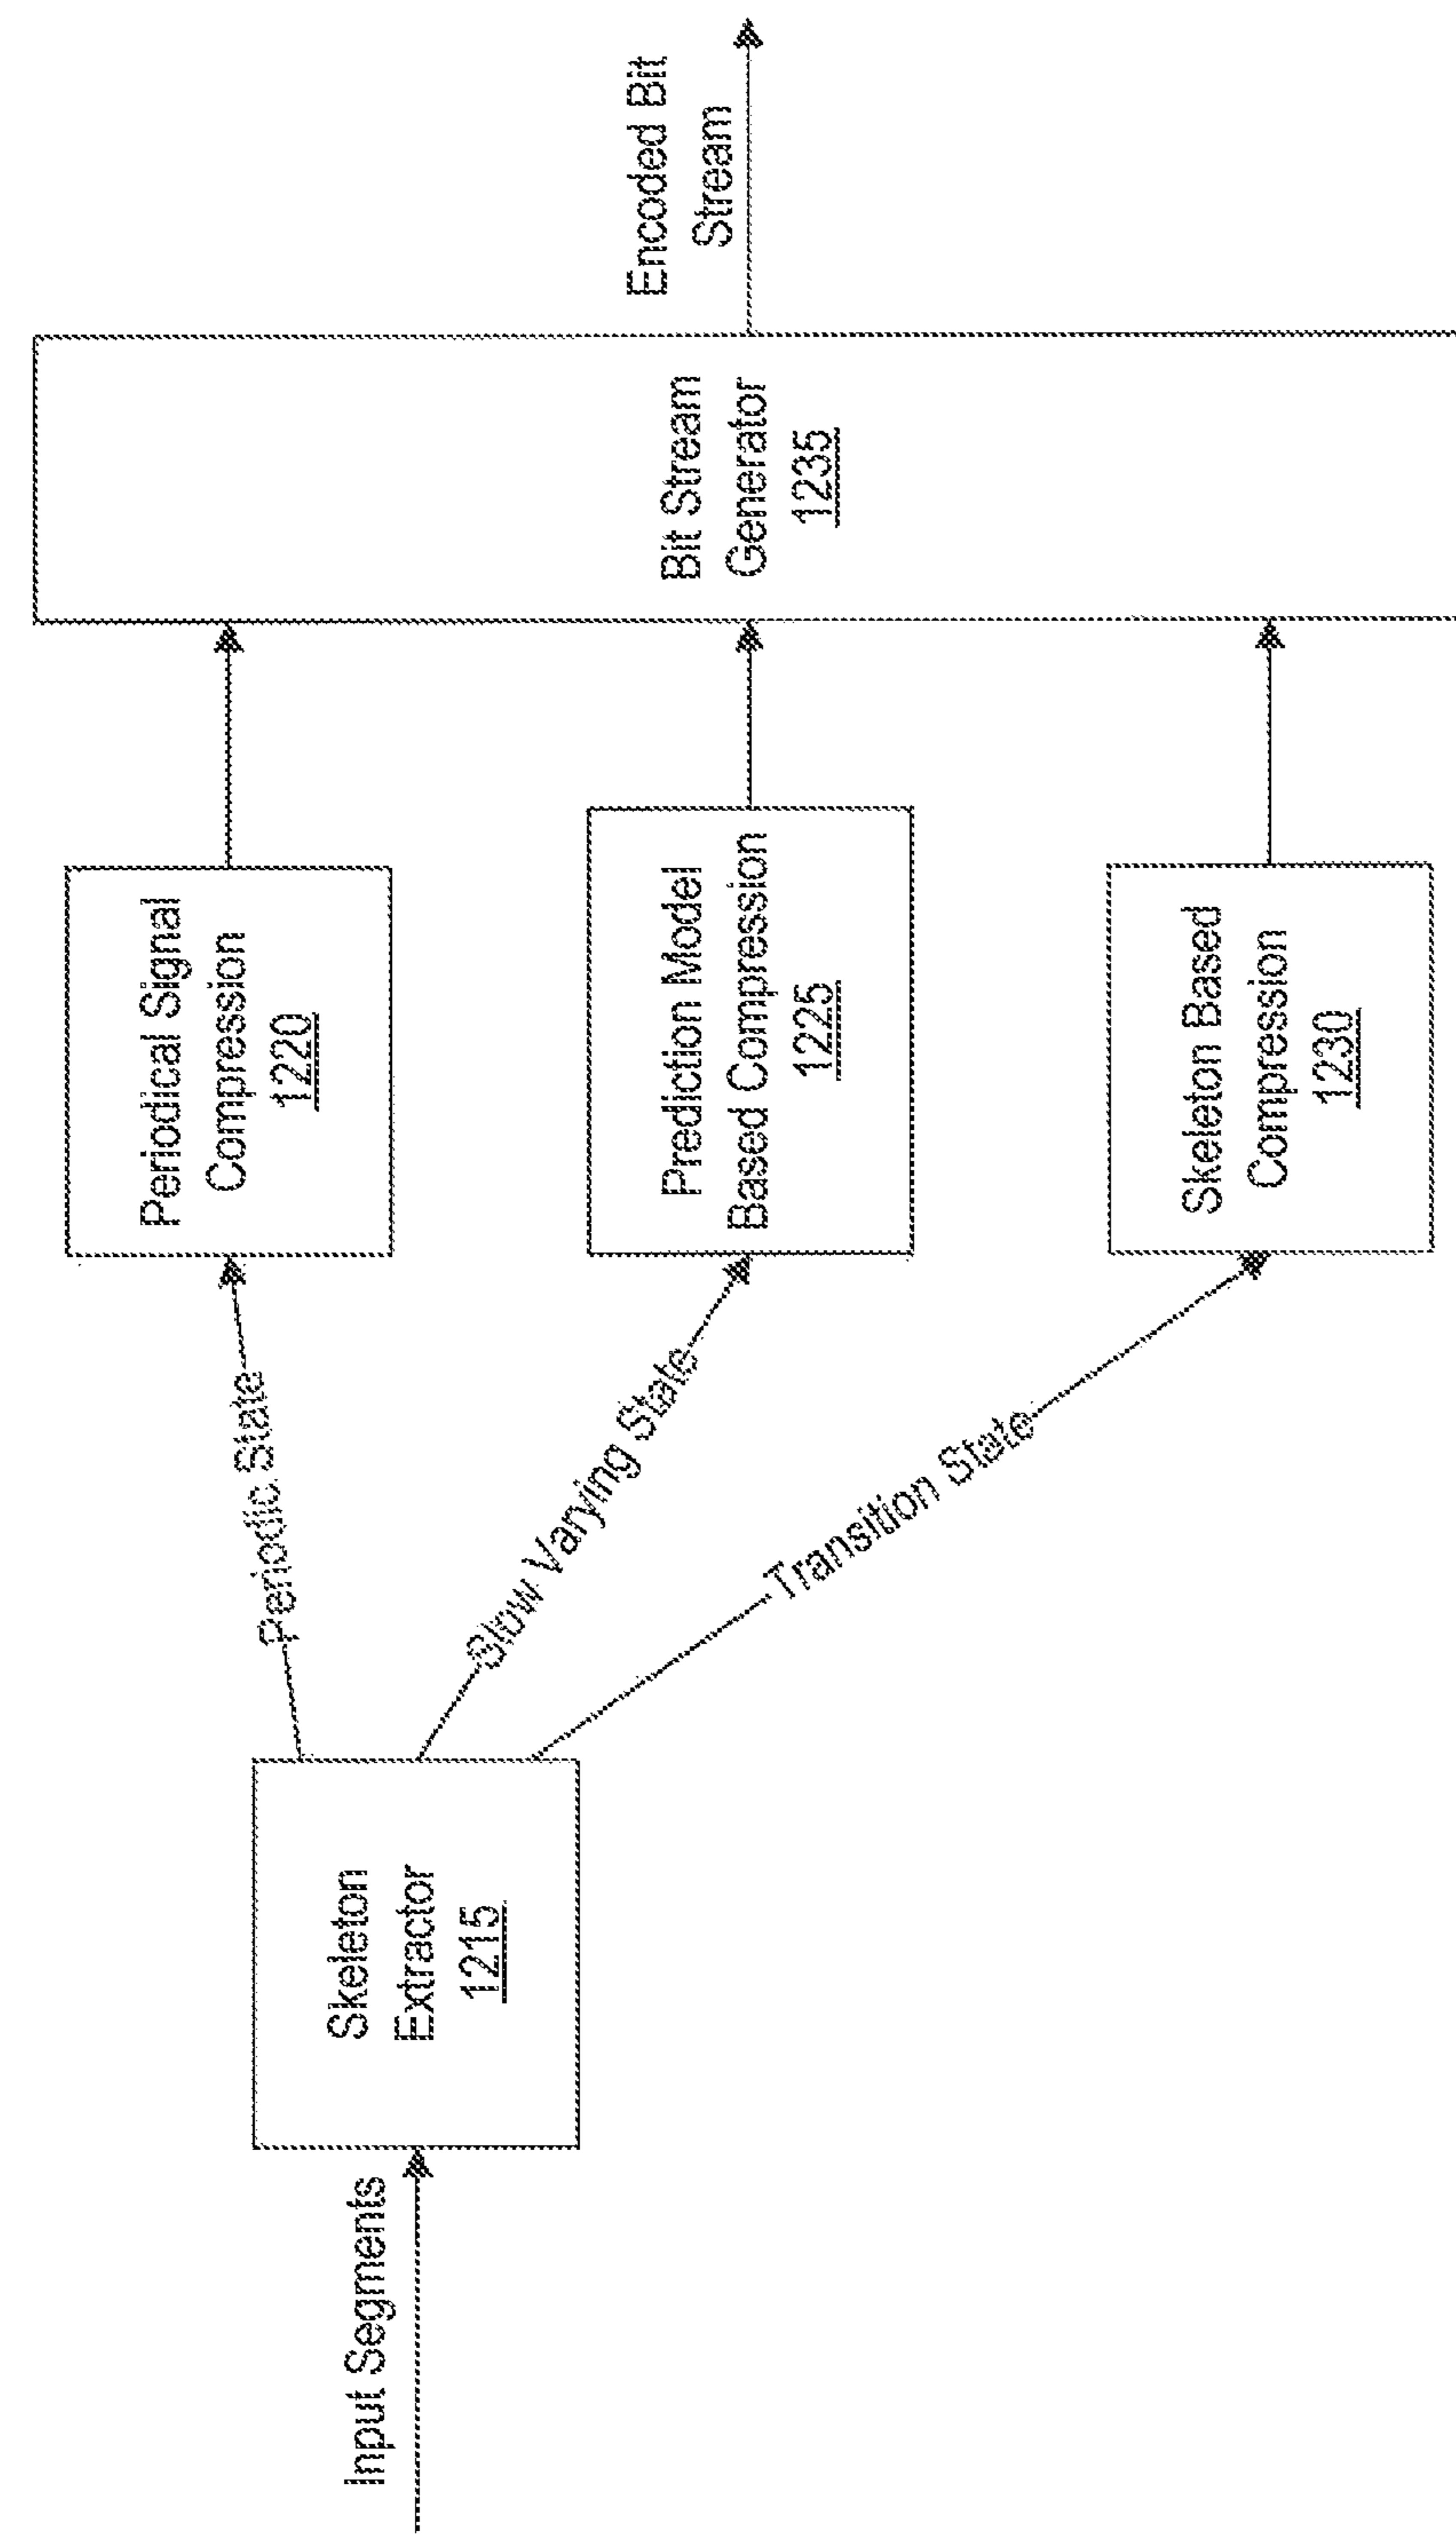 Input Segments
Skeleton
Extractor
1215
Periodic State
Slow Varying State
Transition State
Periodical Signal
Compression
1220
Prediction Model
Based Compression
1225
Skeleton Based
Compression
1230
Bit Stream
Generator
1235
Encoded Bit
Stream